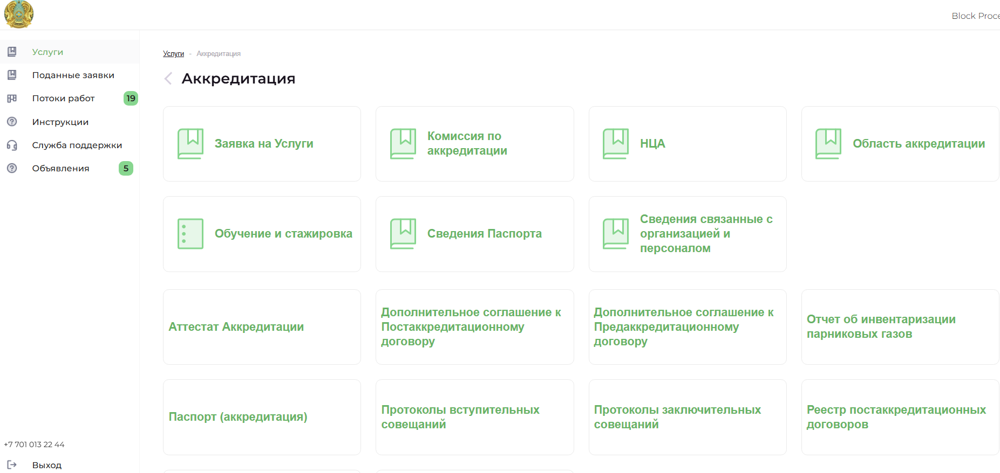 Block Proce
Услуги
Поданные заявки
Потоки работ 19
Инструкции
Служба поддержки
Объявления 5
+7 701 013 22 44
Выход
Услуги - Аккредитация
Аккредитация
Заявка на Услуги
Комиссия по
аккредитации
НЦА
Область аккредитации
Обучение и стажировка
Сведения Паспорта
Сведения связанные с
организацией и
персоналом
Аттестат Аккредитации
Дополнительное соглашение к
Постаккредитационному
договору
Дополнительное соглашение к
Предаккредитационному
договору
Отчет об инвентаризации
парниковых газов
Паспорт (аккредитация)
Протоколы вступительных
совещаний
Протоколы заключительных
совещаний
Реестр постаккредитационных
договоров